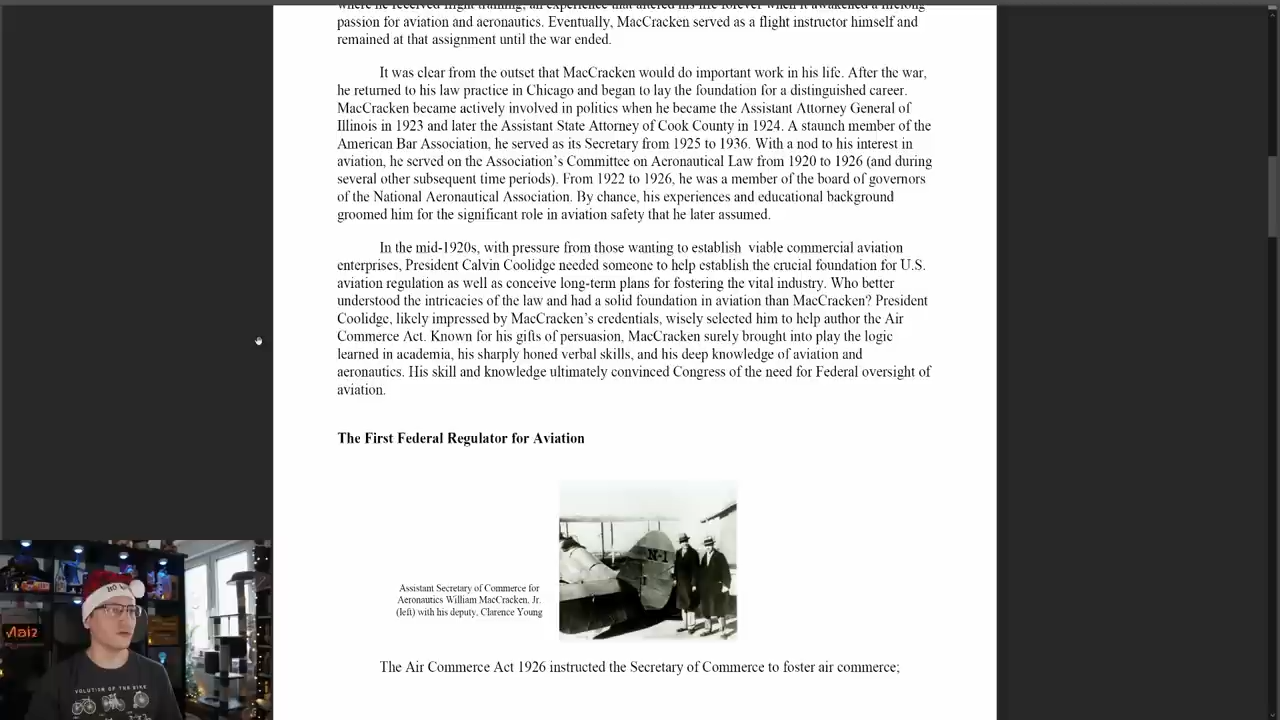 passion for aviation and aeronautics. Eventually, MacCracken served as a flight instructor himself and
remained at that assignment until the war ended.
It was clear from the outset that MacCracken would do important work in his life. After the war,
he returned to his law practice in Chicago and began to lay the foundation for a distinguished career.
MacCracken became actively involved in politics when he became the Assistant Attorney General of
Illinois in 1923 and later the Assistant State Attorney of Cook County in 1924. A staunch member of the
American Bar Association, he served as its Secretary from 1925 to 1936. With a nod to his interest in
aviation, he served on the Association's Committee on Aeronautical Law from 1920 to 1926 (and during
several other subsequent time periods). From 1922 to 1926, he was a member of the board of governors
of the National Aeronautical Association. By chance, his experiences and educational background
groomed him for the significant role in aviation safety that he later assumed.
In the mid-1920s, with pressure from those wanting to establish viable commercial aviation
enterprises, President Calvin Coolidge needed someone to help establish the crucial foundation for U.S.
aviation regulation as well as conceive long-term plans for fostering the vital industry. Who better
understood the intricacies of the law and had a solid foundation in aviation than MacCracken? President
Coolidge, likely impressed by MacCracken's credentials, wisely selected him to help author the Air
Commerce Act. Known for his gifts of persuasion, MacCracken surely brought into play the logic
learned in academia, his sharply honed verbal skills, and his deep knowledge of aviation and
aeronautics. His skill and knowledge ultimately convinced Congress of the need for Federal oversight of
aviation.
The First Federal Regulator for Aviation
N-1
Assistant Secretary of Commerce for
Aeronautics William MacCracken, Jr.
(left) with his deputy, Clarence Young
The Air Commerce Act 1926 instructed the Secretary of Commerce to foster air commerce;
VOLUTION OF THE BIKE